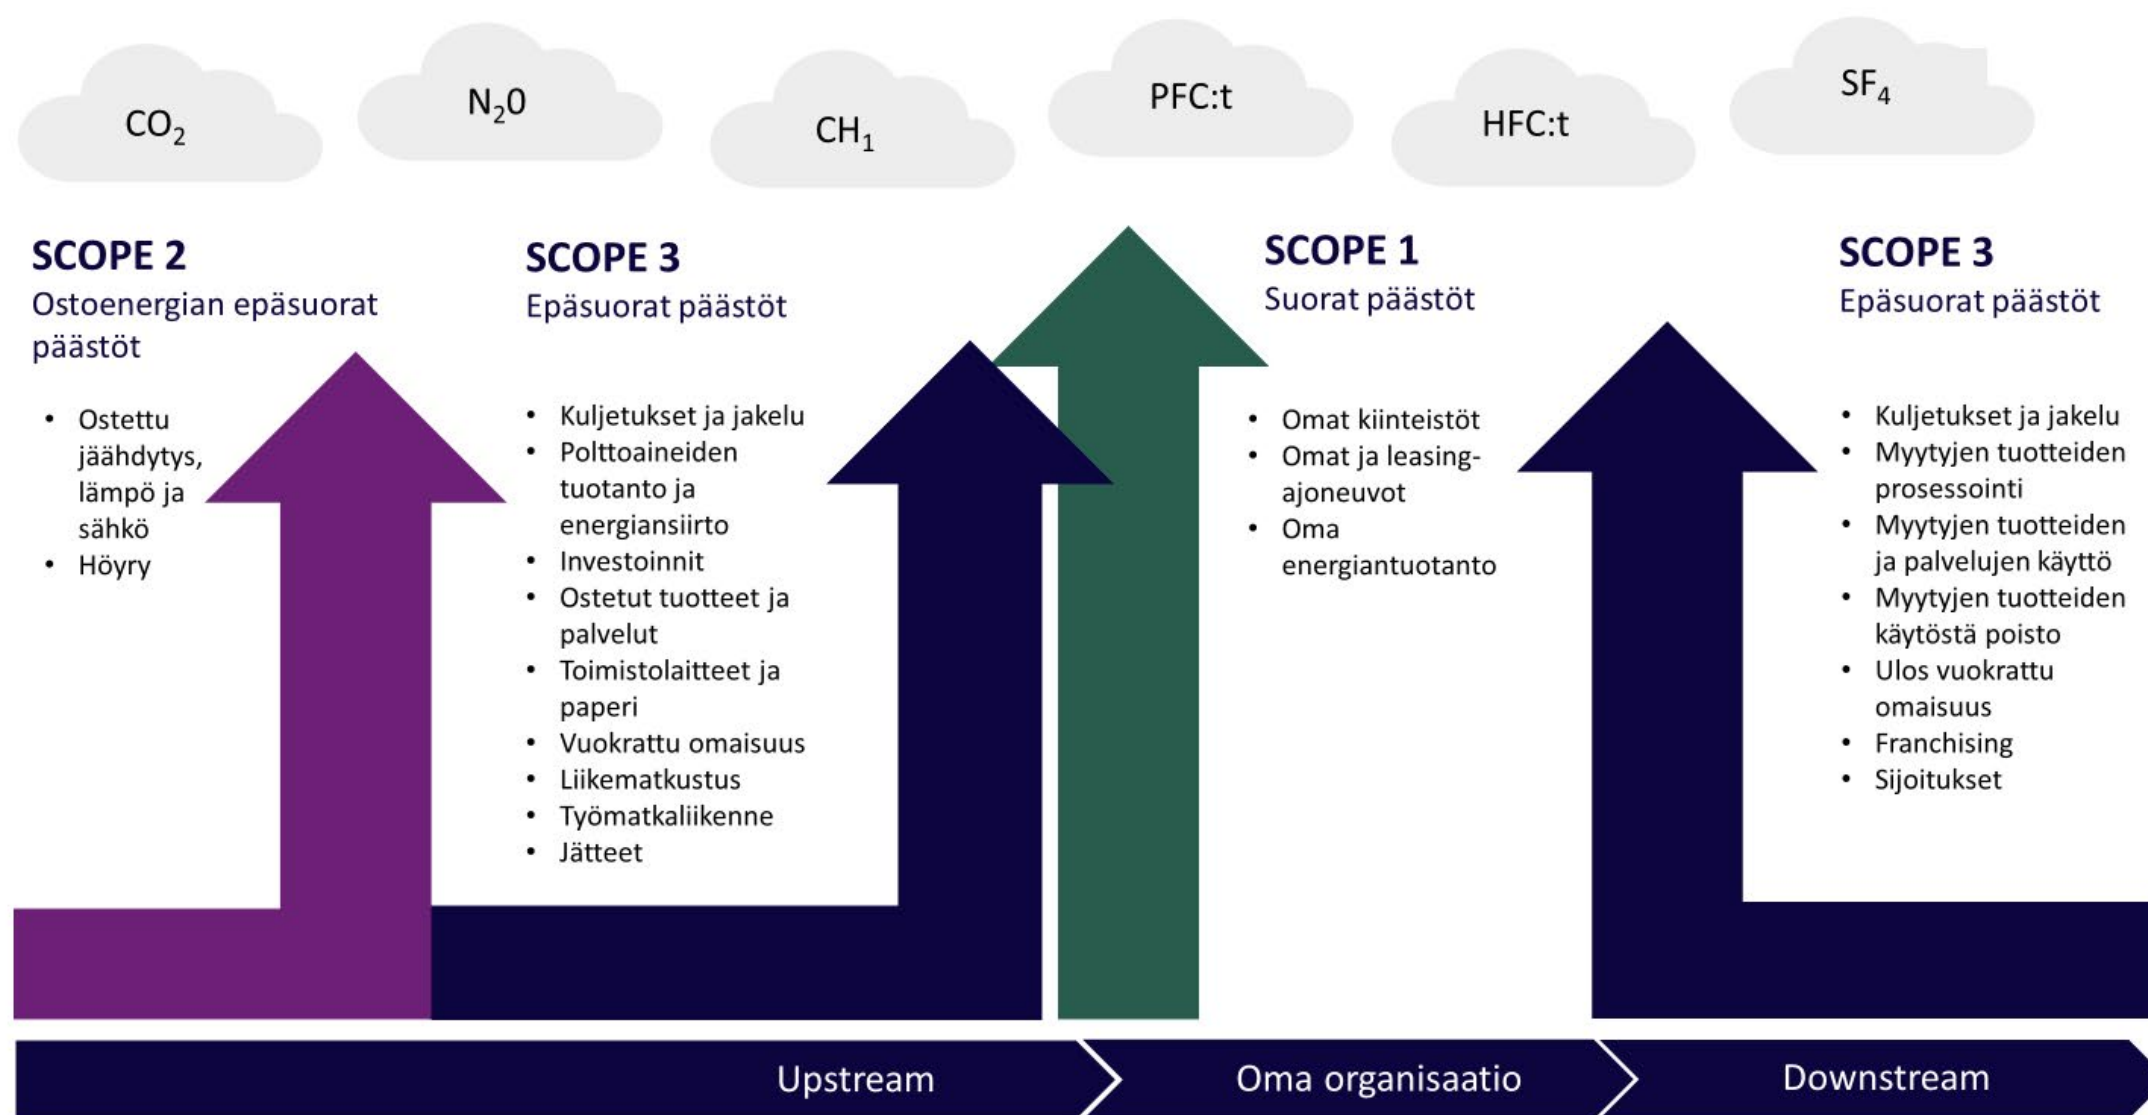 CO₂
N₂0
CH₁
PFC:t
HFC:t
SF₄
SCOPE 2
Ostoenergian epäsuorat
päästöt
• Ostettu
jäähdytys,
lämpö ja
sähkö
• Höyry
SCOPE 3
Epäsuorat päästöt
• Kuljetukset ja jakelu
• Polttoaineiden
tuotanto ja
energiansiirto
• Investoinnit
• Ostetut tuotteet ja
palvelut
• Toimistolaitteet ja
paperi
• Vuokrattu omaisuus
• Liikematkustus
• Työmatkaliikenne
• Jätteet
SCOPE 1
Suorat päästöt
• Omat kiinteistöt
• Omat ja leasing-
ajoneuvot
• Oma
energiantuotanto
SCOPE 3
Epäsuorat päästöt
• Kuljetukset ja jakelu
• Myytyjen tuotteiden
prosessointi
• Myytyjen tuotteiden
ja palvelujen käyttö
• Myytyjen tuotteiden
käytöstä poisto
• Ulos vuokrattu
omaisuus
• Franchising
• Sijoitukset
Upstream
Oma organisaatio
Downstream